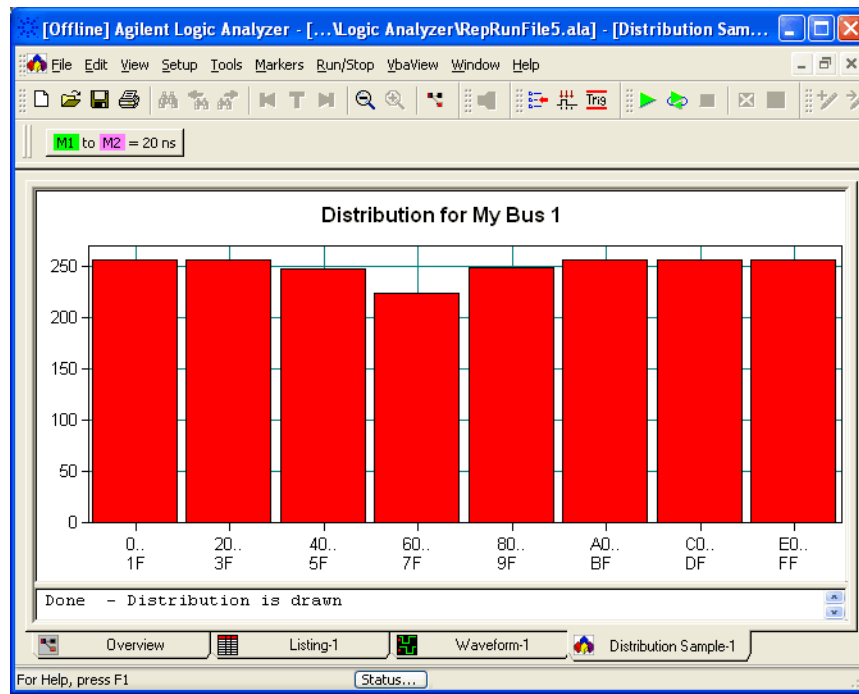 [Offline] Agilent Logic Analyzer - [...\Logic Analyzer\RepRunFile5.ala] - [Distribution Sam...
File Edit View Setup Tools Markers Run/Stop VbaView Window Help
T Trig
M1 to M2 = 20 ns
Distribution for My Bus 1
250
200
150
100
50
0
0.. 20.. 40.. 60.. 80.. A0.. C0.. E0..
1F 3F 5F 7F 9F BF DF FF
Done - Distribution is drawn
Overview Listing-1 Waveform-1 Distribution Sample-1
For Help, press F1 Status...